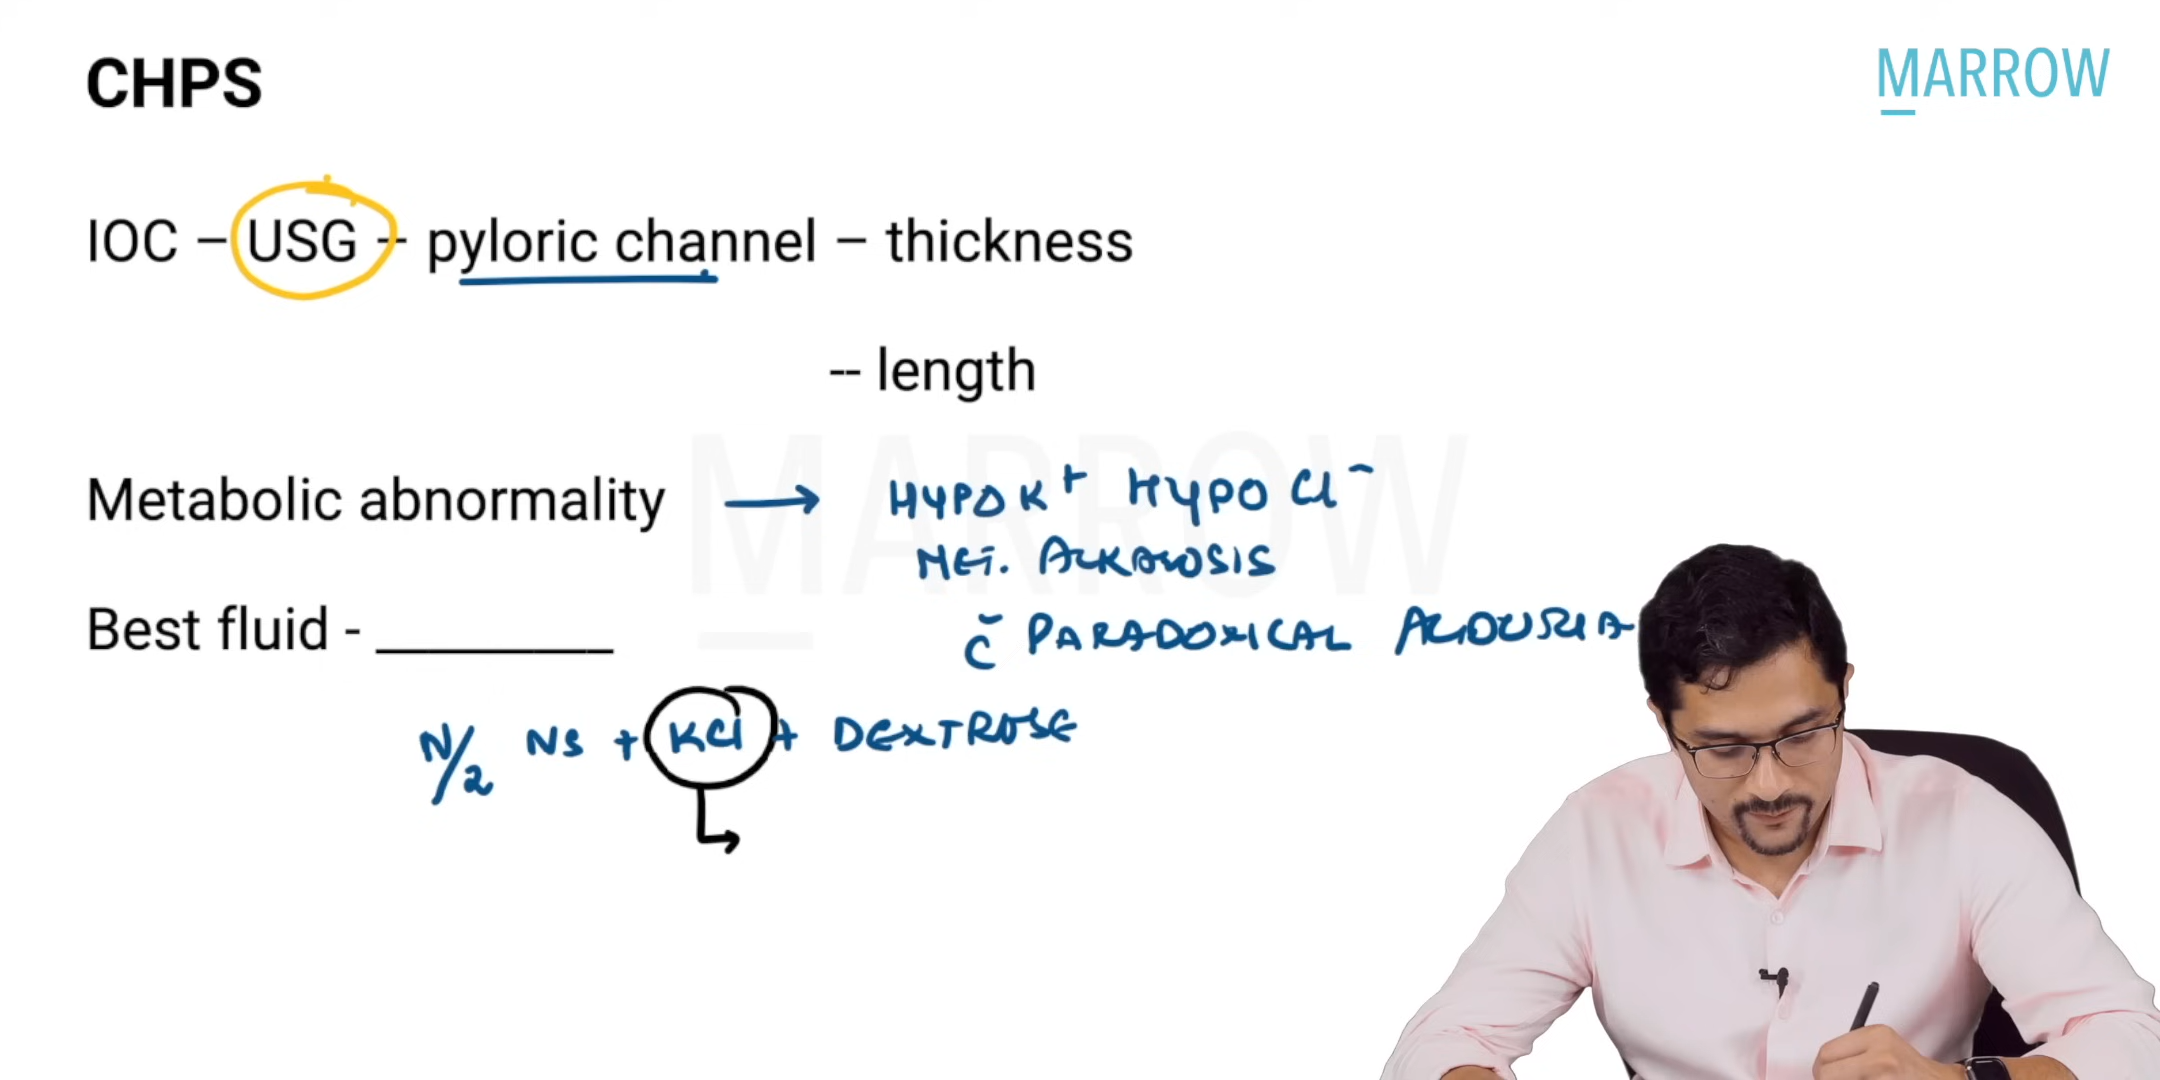 CHPS
MARROW
IOC – USG – pyloric channel – thickness
-- length
MARROW
Metabolic abnormality → HYPO K+ HYPO Cl-
MET. ALKALOSIS
Best fluid - ________
c̄ PARADOXICAL ACIDURIA
N/2 NS + KCl + DEXTROSE